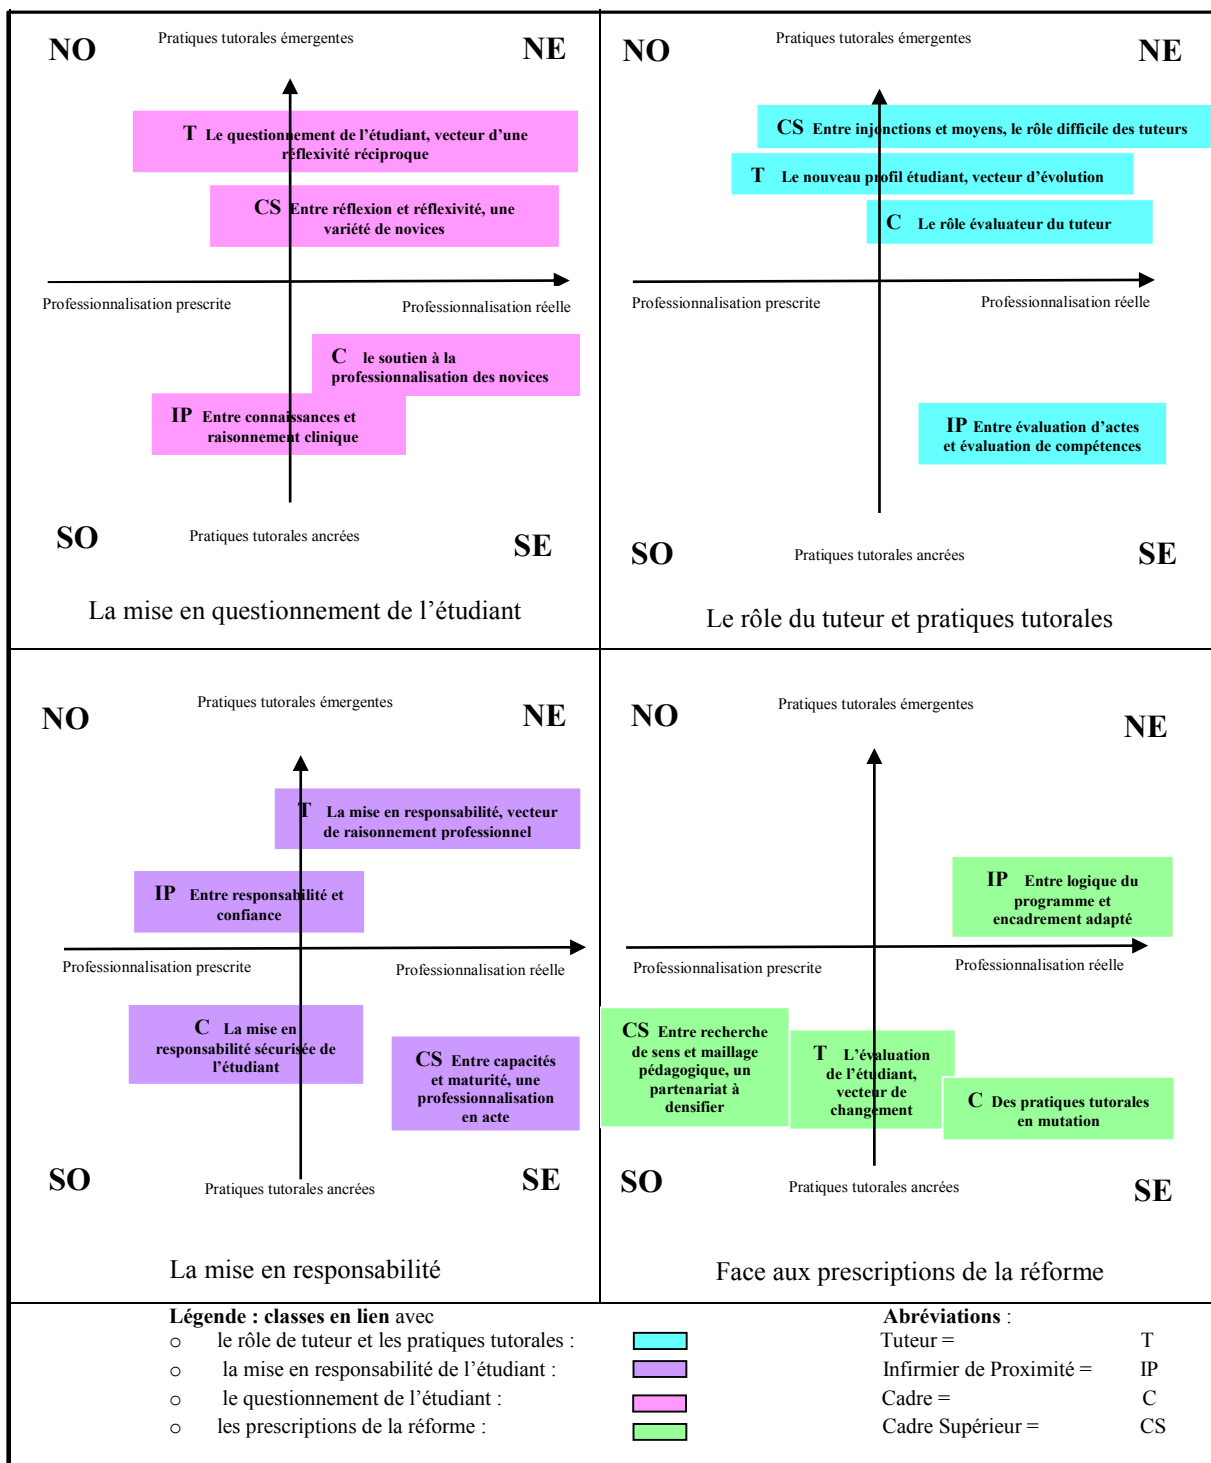 NO
Pratiques tutorales émergentes
NE
T Le questionnement de l'étudiant, vecteur d'une
réflexivité réciproque
CS Entre réflexion et réflexivité, une
variété de novices
Professionnalisation prescrite
Professionnalisation réelle
C le soutien à la
professionnalisation des novices
IP Entre connaissances et
raisonnement clinique
SO
Pratiques tutorales ancrées
SE
La mise en questionnement de l'étudiant
NO
Pratiques tutorales émergentes
NE
CS Entre injonctions et moyens, le rôle difficile des tuteurs
T Le nouveau profil étudiant, vecteur d'évolution
C Le rôle évaluateur du tuteur
Professionnalisation prescrite
Professionnalisation réelle
IP Entre évaluation d'actes
et évaluation de compétences
SO
Pratiques tutorales ancrées
SE
Le rôle du tuteur et pratiques tutorales
NO
Pratiques tutorales émergentes
NE
T La mise en responsabilité, vecteur
de raisonnement professionnel
IP Entre responsabilité et
confiance
Professionnalisation prescrite
Professionnalisation réelle
C La mise en
responsabilité sécurisée de
l'étudiant
CS Entre capacités
et maturité, une
professionnalisation
en acte
SO
Pratiques tutorales ancrées
SE
La mise en responsabilité
NO
Pratiques tutorales émergentes
NE
IP Entre logique du
programme et
encadrement adapté
Professionnalisation prescrite
Professionnalisation réelle
CS Entre recherche
de sens et maillage
pédagogique, un
partenariat à
densifier
T L'évaluation
de l'étudiant,
vecteur de
changement
C Des pratiques tutorales
en mutation
SO
Pratiques tutorales ancrées
SE
Face aux prescriptions de la réforme
Légende : classes en lien avec
o le rôle de tuteur et les pratiques tutorales :
o la mise en responsabilité de l'étudiant :
o le questionnement de l'étudiant :
o les prescriptions de la réforme :
Abréviations :
Tuteur = T
Infirmier de Proximité = IP
Cadre = C
Cadre Supérieur = CS